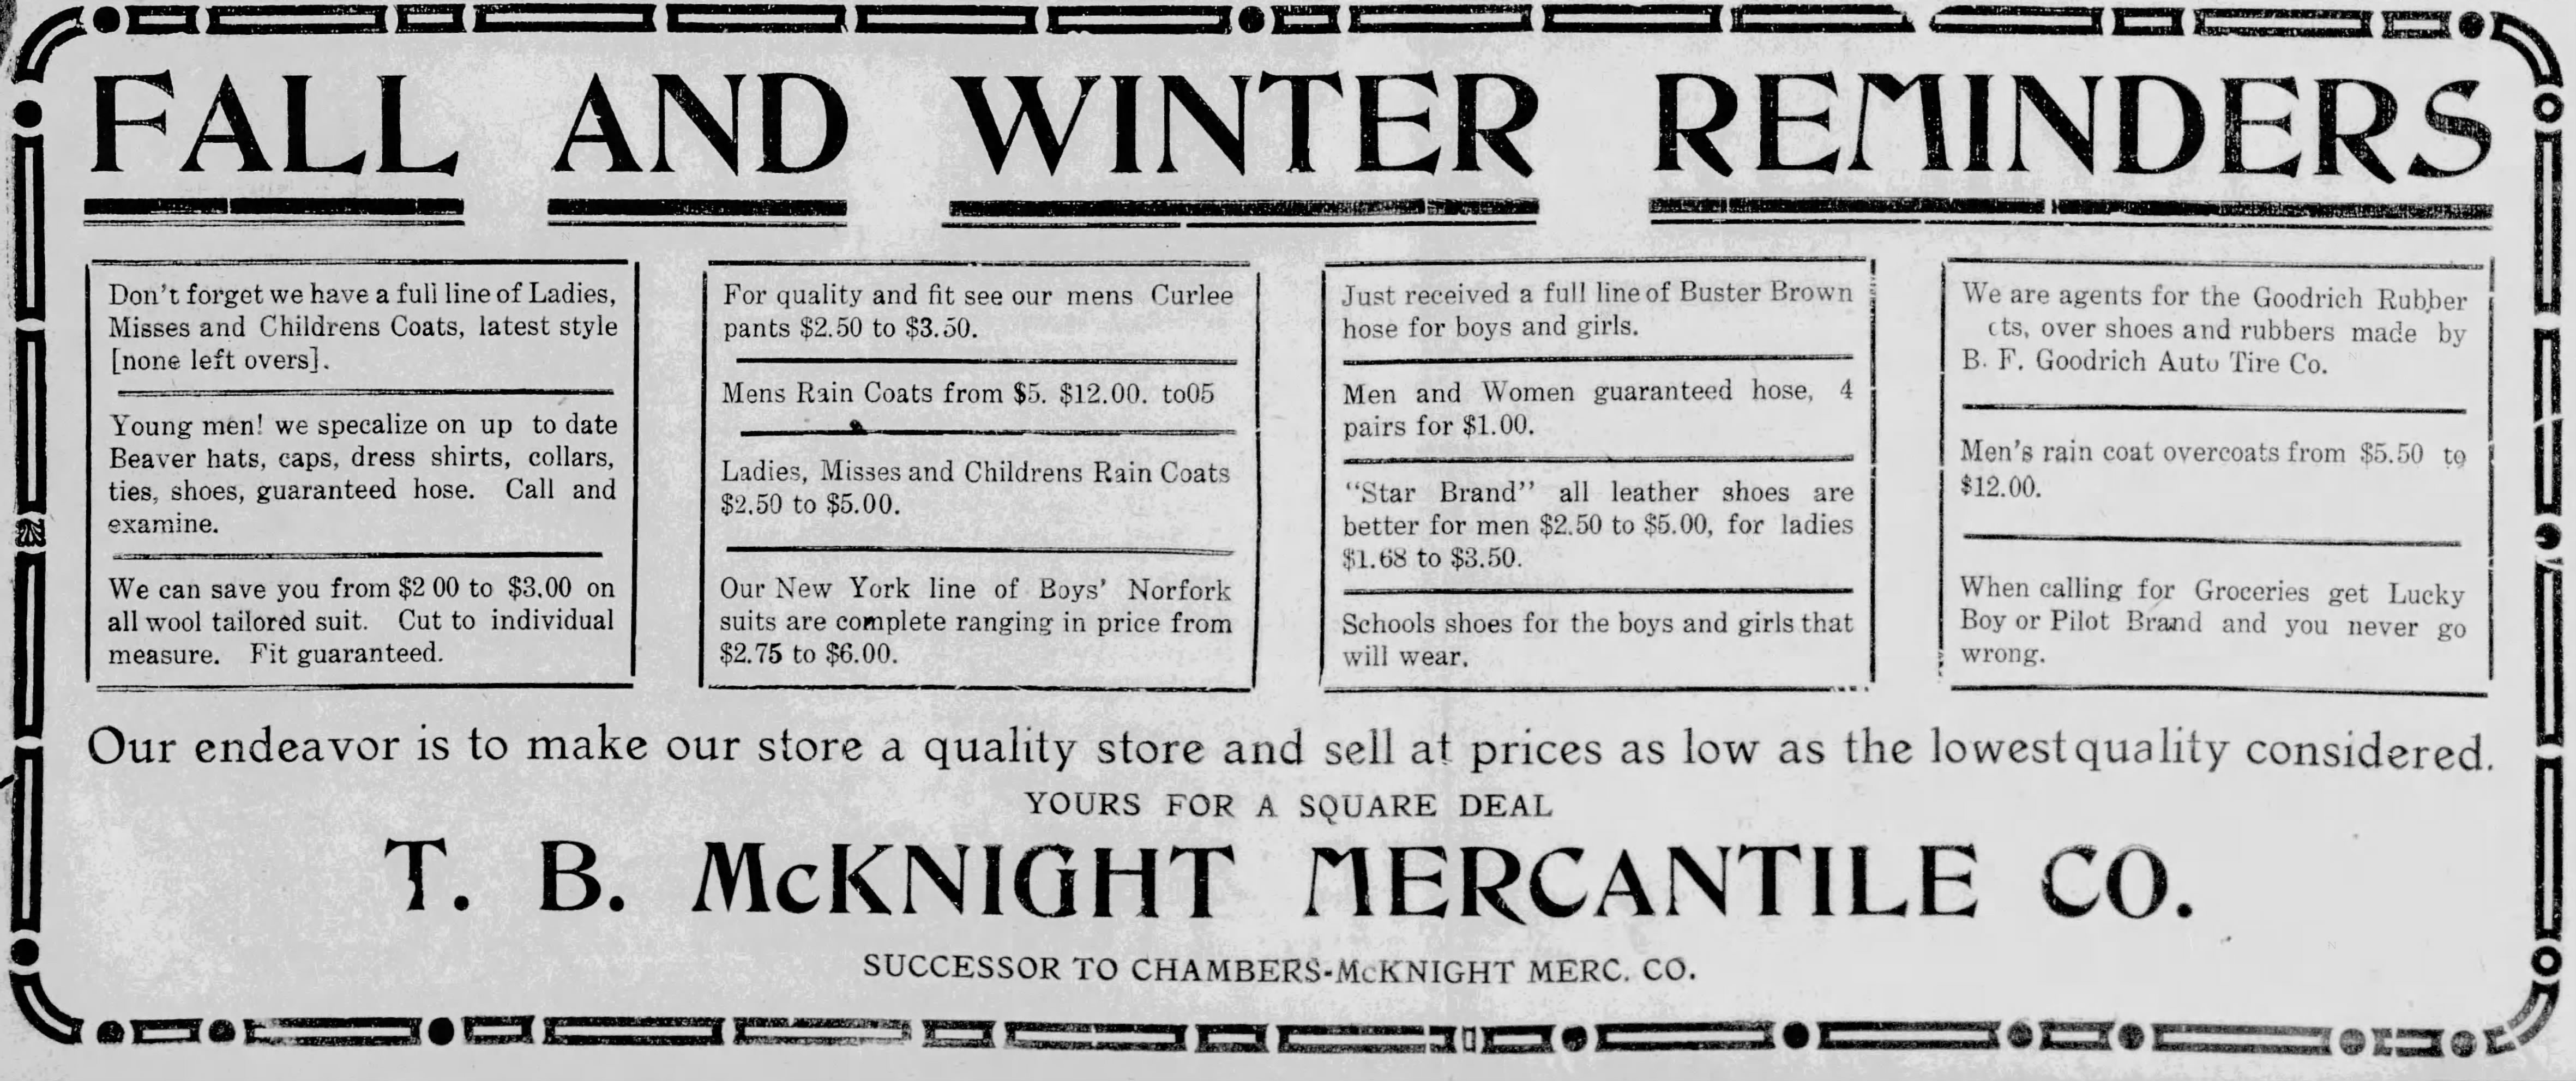 FALL AND WINTER REMINDERS
Don't forget we have a full line of Ladies,
Misses and Childrens Coats, latest style
[none left overs].
Young men! we specalize on up to date
Beaver hats, caps, dress shirts, collars,
ties, shoes, guaranteed hose. Call and
examine.
We can save you from $2 00 to $3.00 on
all wool tailored suit. Cut to individual
measure. Fit guaranteed.
For quality and fit see our mens Curlee
pants $2.50 to $3.50.
Mens Rain Coats from $5. $12.00. to05
Ladies, Misses and Childrens Rain Coats
$2.50 to $5.00.
Our New York line of Boys' Norfork
suits are complete ranging in price from
$2.75 to $6.00.
Just received a full line of Buster Brown
hose for boys and girls.
Men and Women guaranteed hose, 4
pairs for $1.00.
"Star Brand" all leather shoes are
better for men $2.50 to $5.00, for ladies
$1.68 to $3.50.
Schools shoes for the boys and girls that
will wear.
We are agents for the Goodrich Rubber
over shoes and rubbers made by
B. F. Goodrich Auto Tire Co.
Men's rain coat overcoats from $5.50 to
$12.00.
When calling for Groceries get Lucky
Boy or Pilot Brand and you never go
wrong.
Our endeavor is to make our store a quality store and sell at prices as low as the lowest quality considered.
YOURS FOR A SQUARE DEAL
T. B. McKNIGHT MERCANTILE CO.
SUCCESSOR TO CHAMBERS-McKNIGHT MERC. CO.